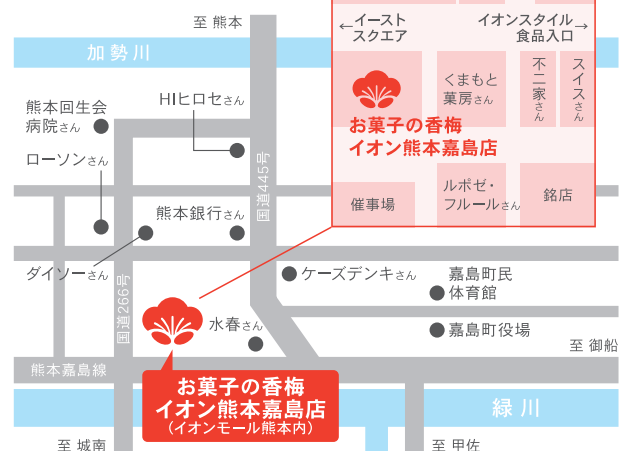 至 熊本
加勢川
←イースト
スクエア
イオンスタイル
食品入口→
くまもと
菓房さん
不二家さん
スイスさん
お菓子の香梅
イオン熊本嘉島店
催事場
ルポゼ・
フルールさん
銘店
熊本回生会
病院さん
HIヒロセさん
ローソンさん
国道445号
熊本銀行さん
ダイソーさん
国道266号
ケーズデンキさん
嘉島町民
体育館
水春さん
嘉島町役場
至 御船
熊本嘉島線
お菓子の香梅
イオン熊本嘉島店
(イオンモール熊本内)
緑川
至 城南
至 甲佐